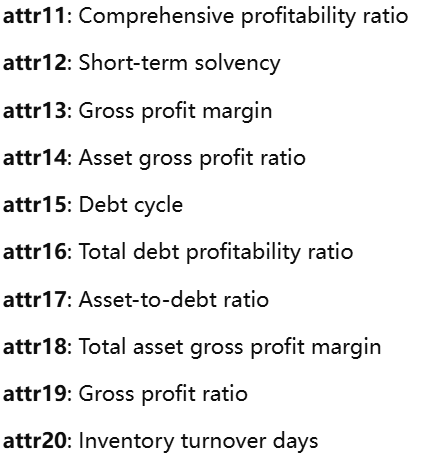 attr11: Comprehensive profitability ratio
attr12: Short-term solvency
attr13: Gross profit margin
attr14: Asset gross profit ratio
attr15: Debt cycle
attr16: Total debt profitability ratio
attr17: Asset-to-debt ratio
attr18: Total asset gross profit margin
attr19: Gross profit ratio
attr20: Inventory turnover days